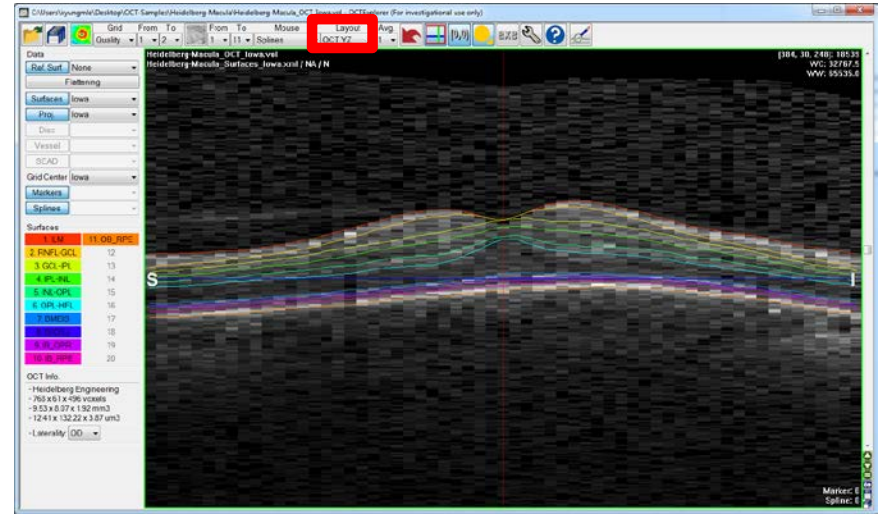 C:\Users\kyungmle\Desktop\OCT Samples\Heidelberg Macula\Heidelberg Macula_OCT_Iowa.vol - OCTExplorer (For investigational use only)
Grid From To From To Mouse Layout Avg.
Quality 1 2 1 11 Splines OCT YZ 1 [0,0]
Data
Ref. Surf None
Flattening
Surfaces Iowa
Proj. Iowa
Disc
Vessel
BEAD
Grid Center Iowa
Markers
Splines
Surfaces
1. ILM 11. OB_RPE
2. RNFL-GCL 12
3. GCL-IPL 13
4. IPL-INL 14
5. INL-OPL 15
6. OPL-HFL 16
7. BMEIS 17
18
19
10. IB_RPE 20
OCT Info.
- Heidelberg Engineering
- 768 x 61 x 496 voxels
- 9.53 x 8.07 x 1.92 mm3
- 12.41 x 132.22 x 3.87 um3
- Laterality OD
Heidelberg-Macula_OCT_Iowa.vol
Heidelberg-Macula_Surfaces_Iowa.xml / NA / N
[384, 30, 248]: 18539
WC: 32767.5
WW: 65535.0
S
I
Marker: 0
Spline: 0